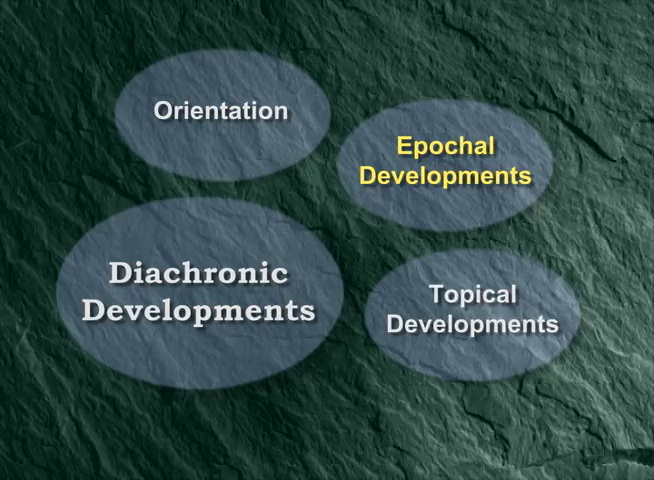 Orientation
Epochal
Developments
Diachronic
Developments
Topical
Developments